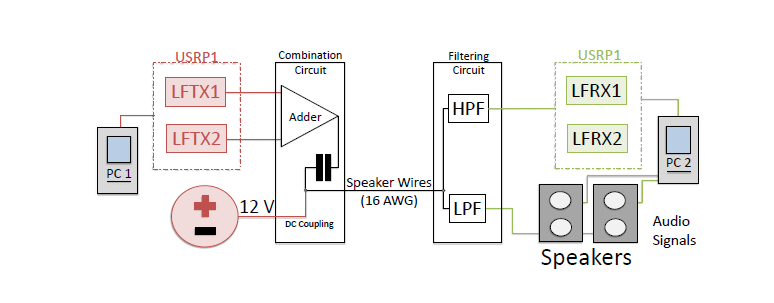 USRP1
LFTX1
LFTX2
PC 1
12 V
Combination
Circuit
Adder
DC Coupling
Speaker Wires
(16 AWG)
Filtering
Circuit
HPF
LPF
USRP1
LFRX1
LFRX2
PC 2
Speakers
Audio
Signals